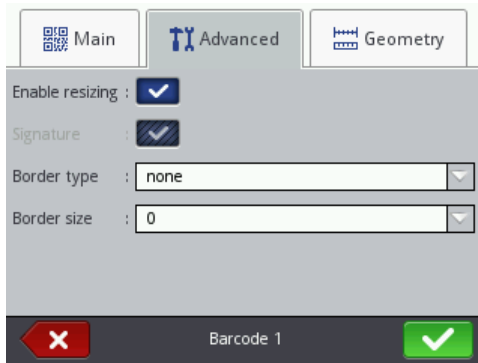 Main
Advanced
Geometry
Enable resizing :
Signature :
Border type : none
Border size : 0
Barcode 1